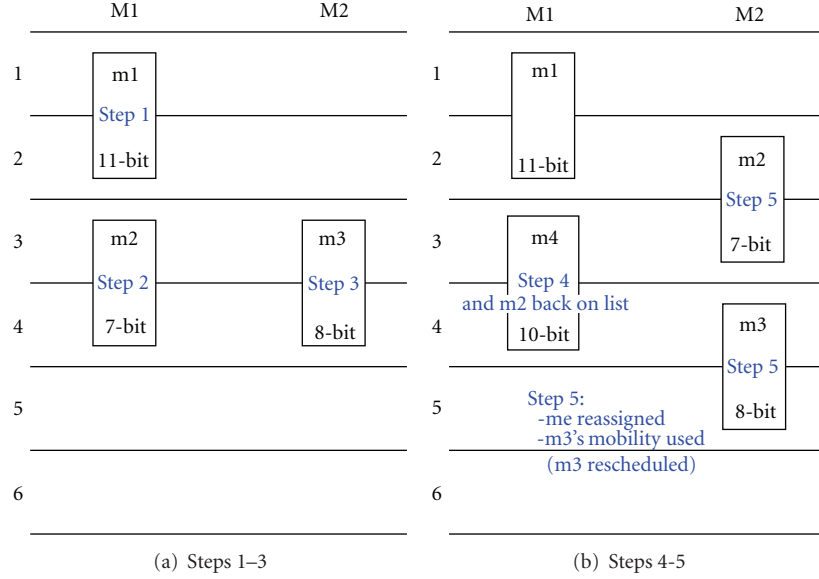 M1 M2
1
m1
Step 1
11-bit
2
3
m2 m3
Step 2 Step 3
7-bit 8-bit
4
5
6
(a) Steps 1–3
M1 M2
1
m1
2
m2
11-bit
Step 5
3
m4
7-bit
Step 4
and m2 back on list
m3
4
10-bit
Step 5
Step 5:
5
8-bit
-me reassigned
-m3's mobility used
(m3 rescheduled)
6
(b) Steps 4-5